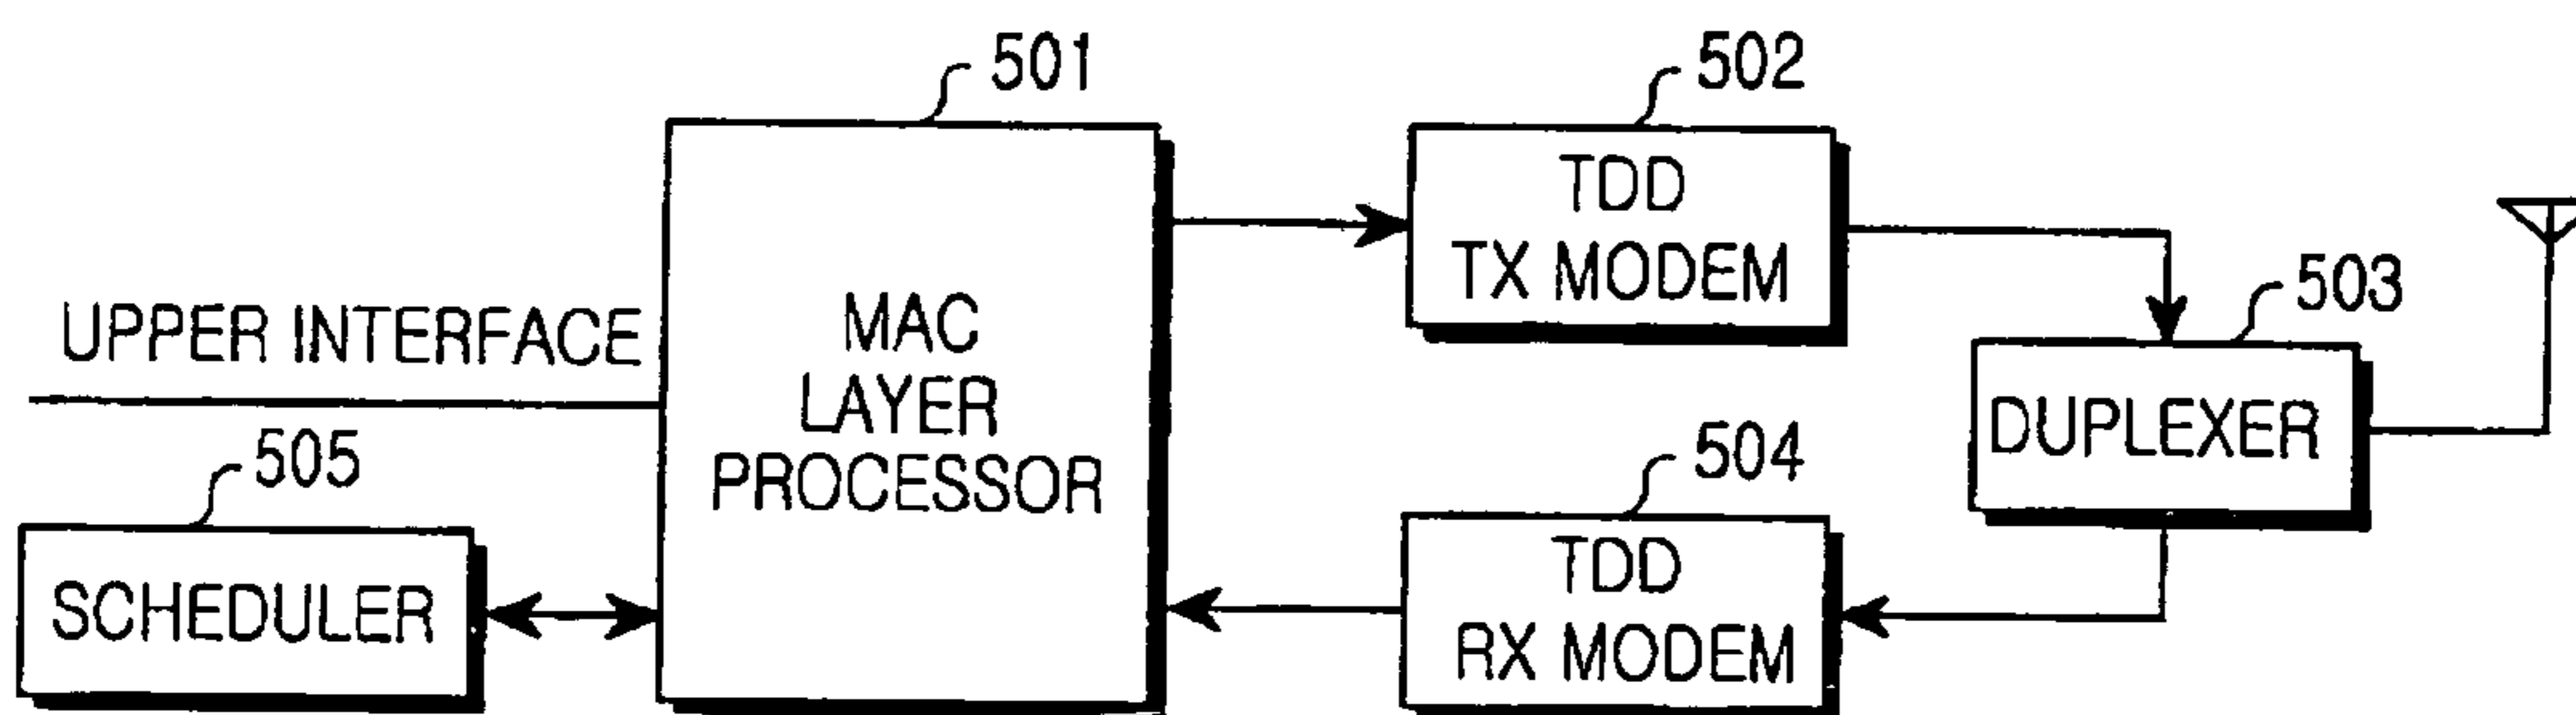 501
502
TDD
TX MODEM
503
UPPER INTERFACE
MAC
LAYER
PROCESSOR
DUPLEXER
505
SCHEDULER
504
TDD
RX MODEM